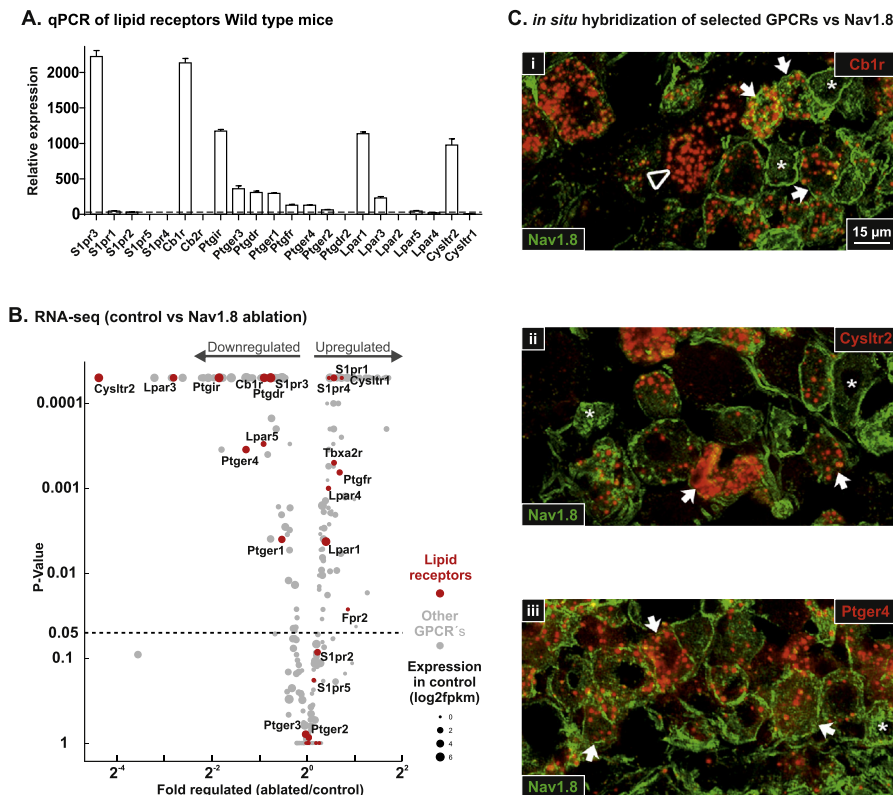 A. qPCR of lipid receptors Wild type mice
Relative expression
2000
1500
1000
500
0
S1pr3
S1pr1
S1pr2
S1pr5
S1pr4
Cb1r
Cb2r
Ptgir
Ptger3
Ptgdr
Ptger1
Ptgfr
Ptger4
Ptger2
Ptgdr2
Lpar1
Lpar3
Lpar2
Lpar5
Lpar4
Cysltr2
Cysltr1
B. RNA-seq (control vs Nav1.8 ablation)
Downregulated
Upregulated
Cysltr2
Lpar3
Ptgir
Cb1r
Ptgdr
S1pr3
S1pr4
S1pr1
Cysltr1
Lpar5
Ptger4
Tbxa2r
Ptgfr
Lpar4
Ptger1
Lpar1
Fpr2
S1pr2
S1pr5
Ptger3
Ptger2
P-Value
0.0001
0.001
0.01
0.05
0.1
1
2-4
2-2
20
22
Fold regulated (ablated/control)
Lipid
receptors
Other
GPCR´s
Expression
in control
(log2fpkm)
0
2
4
6
C. in situ hybridization of selected GPCRs vs Nav1.8
i
Cb1r
*
*
Nav1.8
15 µm
ii
Cysltr2
*
*
Nav1.8
iii
Ptger4
*
Nav1.8